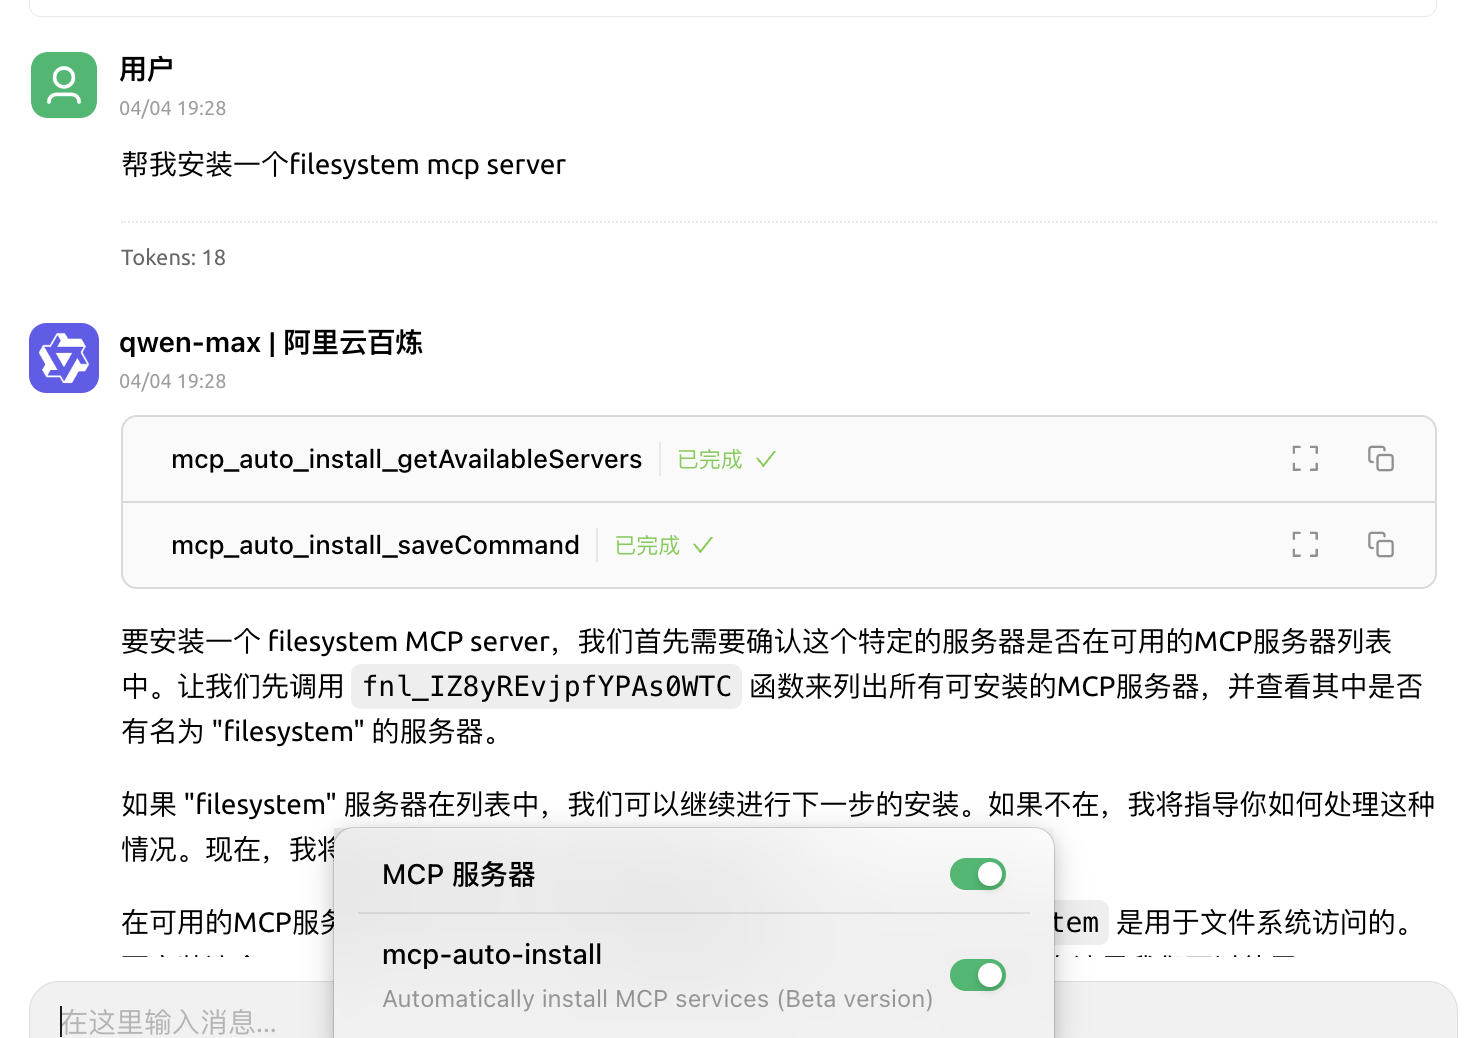 用户
04/04 19:28
帮我安装一个filesystem mcp server
Tokens: 18
qwen-max | 阿里云百炼
04/04 19:28
mcp_auto_install_getAvailableServers 已完成
mcp_auto_install_saveCommand 已完成
要安装一个 filesystem MCP server，我们首先需要确认这个特定的服务器是否在可用的MCP服务器列表
中。让我们先调用 fnl_IZ8yREvjpfYPAs0WTC 函数来列出所有可安装的MCP服务器，并查看其中是否
有名为 "filesystem" 的服务器。
如果 "filesystem" 服务器在列表中，我们可以继续进行下一步的安装。如果不在，我将指导你如何处理这种
情况。现在，我将
MCP 服务器
在可用的MCP服务 tem 是用于文件系统访问的。
mcp-auto-install
Automatically install MCP services (Beta version)
在这里输入消息...